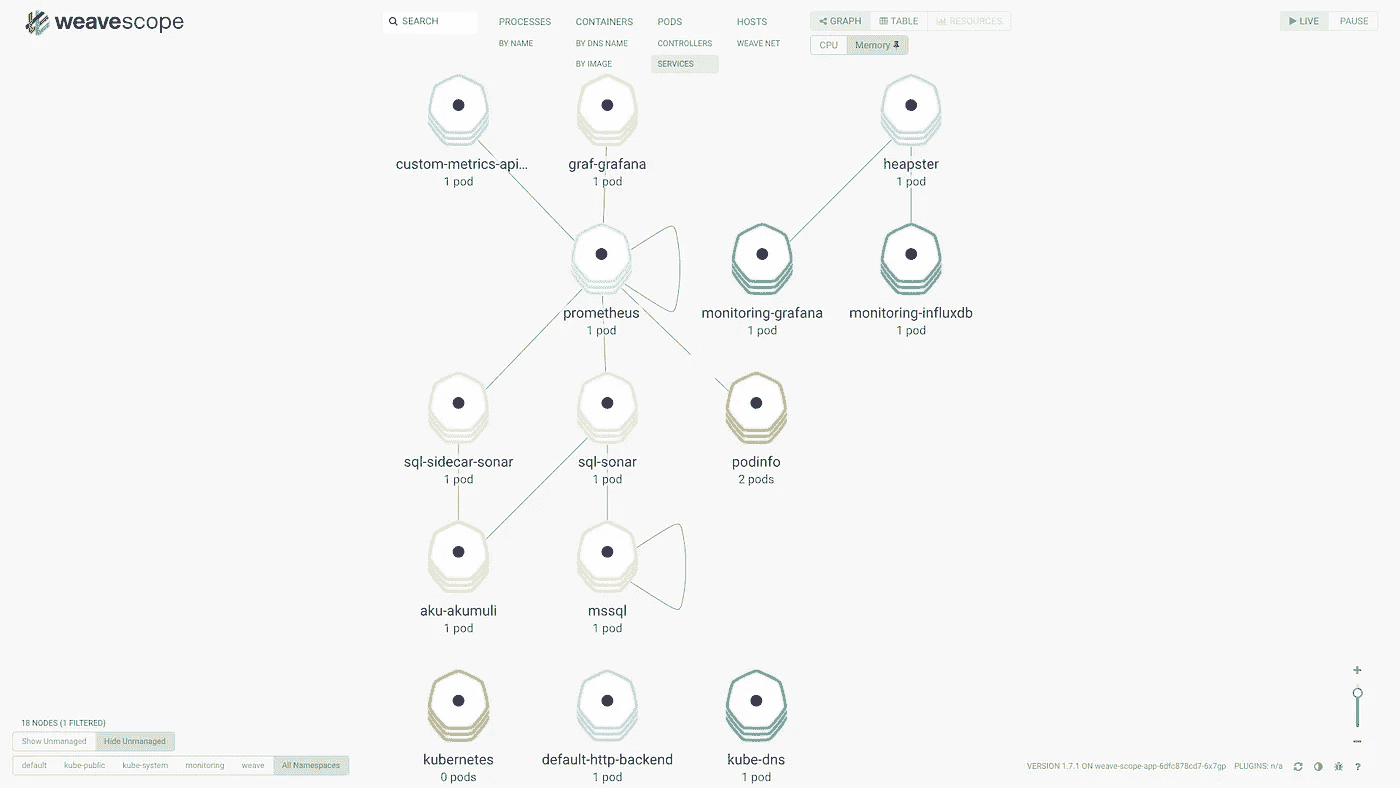 weavescope
SEARCH
PROCESSES CONTAINERS PODS HOSTS
BY NAME BY DNS NAME CONTROLLERS WEAVE NET
BY IMAGE SERVICES
GRAPH TABLE RESOURCES
CPU Memory
LIVE PAUSE
custom-metrics-api...
1 pod
graf-grafana
1 pod
heapster
1 pod
prometheus
1 pod
monitoring-grafana
1 pod
monitoring-influxdb
1 pod
sql-sidecar-sonar
1 pod
sql-sonar
1 pod
podinfo
2 pods
aku-akumuli
1 pod
mssql
1 pod
kubernetes
0 pods
default-http-backend
1 pod
kube-dns
1 pod
18 NODES (1 FILTERED)
Show Unmanaged Hide Unmanaged
default kube-public kube-system monitoring weave All Namespaces
VERSION 1.7.1 ON weave-scope-app-6dfc878cd7-6x7gp PLUGINS: n/a ?